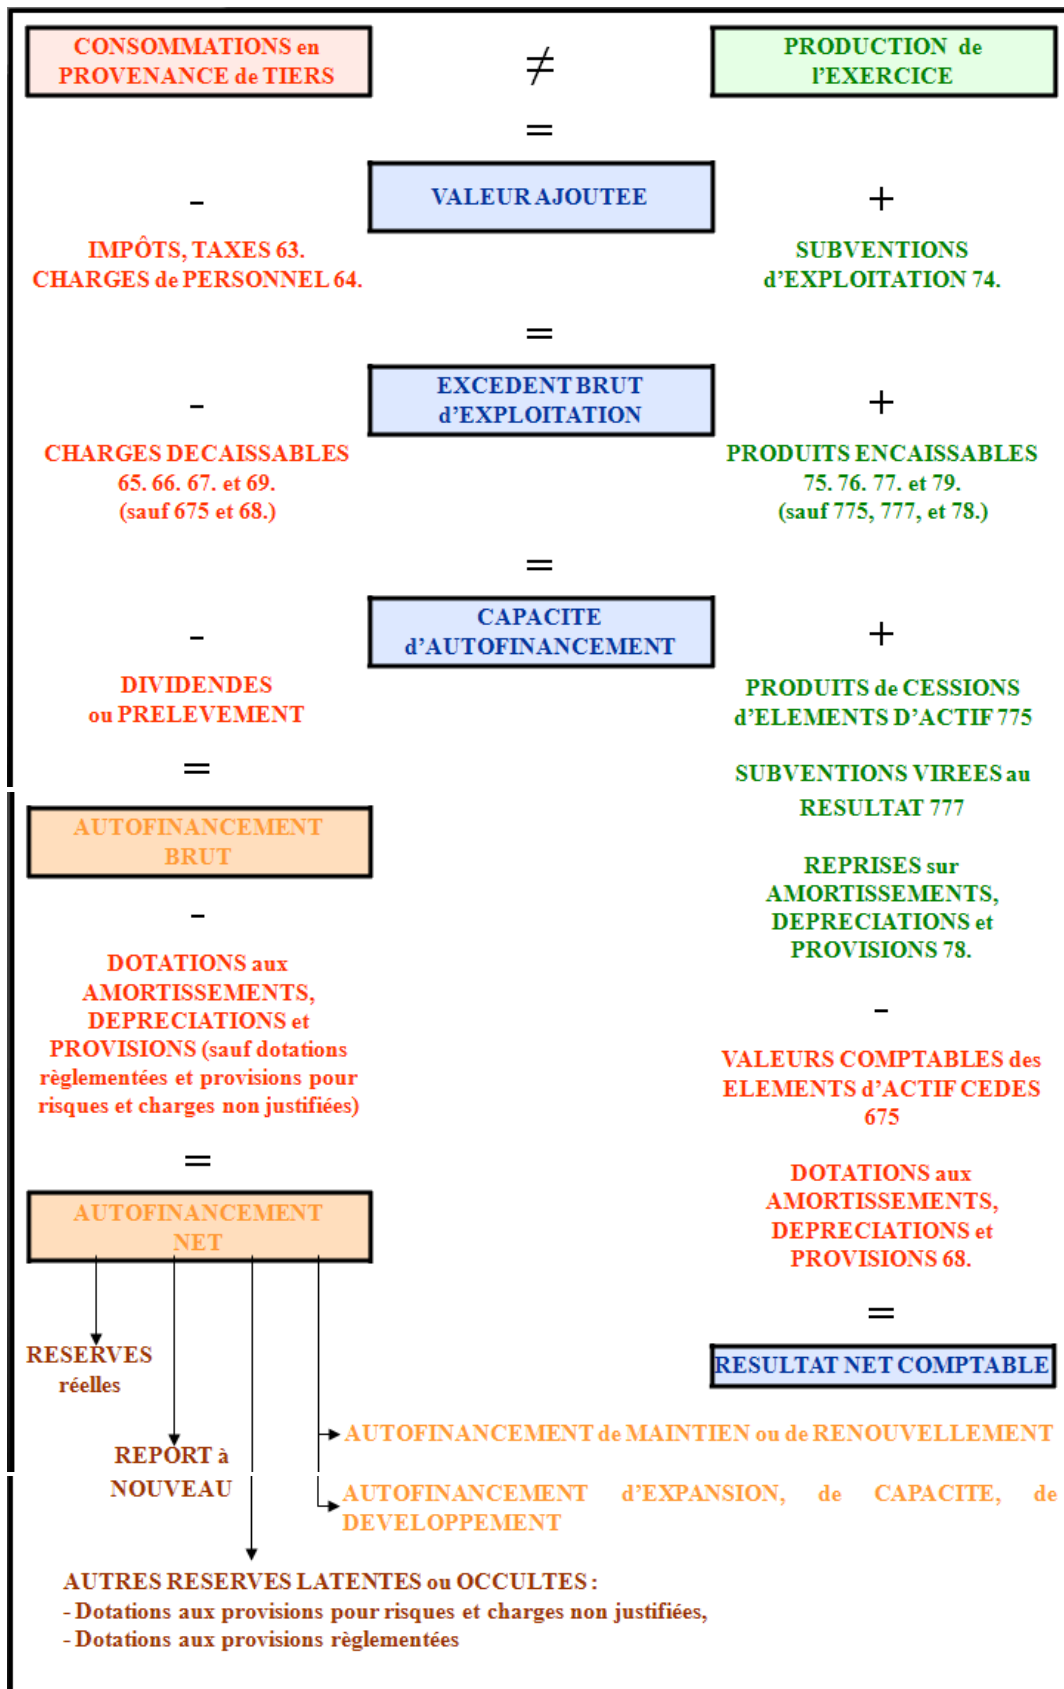 CONSOMMATIONS en
PROVENANCE de TIERS
≠
PRODUCTION de
l'EXERCICE
=
-
VALEUR AJOUTEE
+
IMPÔTS, TAXES 63.
CHARGES de PERSONNEL 64.
SUBVENTIONS
d'EXPLOITATION 74.
=
-
EXCEDENT BRUT
d'EXPLOITATION
+
CHARGES DECAISSABLES
65. 66. 67. et 69.
(sauf 675 et 68.)
PRODUITS ENCAISSABLES
75. 76. 77. et 79.
(sauf 775, 777, et 78.)
=
-
CAPACITE
d'AUTOFINANCEMENT
+
DIVIDENDES
ou PRELEVEMENT
=
AUTOFINANCEMENT
BRUT
-
DOTATIONS aux
AMORTISSEMENTS,
DEPRECIATIONS et
PROVISIONS (sauf dotations
règlementées et provisions pour
risques et charges non justifiées)
=
AUTOFINANCEMENT
NET
PRODUITS de CESSIONS
d'ELEMENTS D'ACTIF 775
SUBVENTIONS VIREES au
RESULTAT 777
REPRISES sur
AMORTISSEMENTS,
DEPRECIATIONS et
PROVISIONS 78.
-
VALEURS COMPTABLES des
ELEMENTS d'ACTIF CEDES
675
DOTATIONS aux
AMORTISSEMENTS,
DEPRECIATIONS et
PROVISIONS 68.
=
RESULTAT NET COMPTABLE
RESERVES
réelles
REPORT à
NOUVEAU
AUTOFINANCEMENT de MAINTIEN ou de RENOUVELLEMENT
AUTOFINANCEMENT d'EXPANSION, de CAPACITE, de
DEVELOPPEMENT
AUTRES RESERVES LATENTES ou OCCULTES :
- Dotations aux provisions pour risques et charges non justifiées,
- Dotations aux provisions règlementées